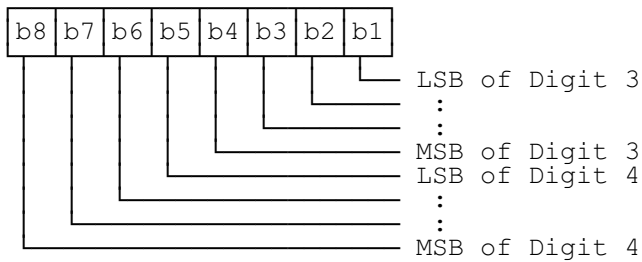 b8 b7 b6 b5 b4 b3 b2 b1
LSB of Digit 3
:
:
MSB of Digit 3
LSB of Digit 4
:
:
MSB of Digit 4